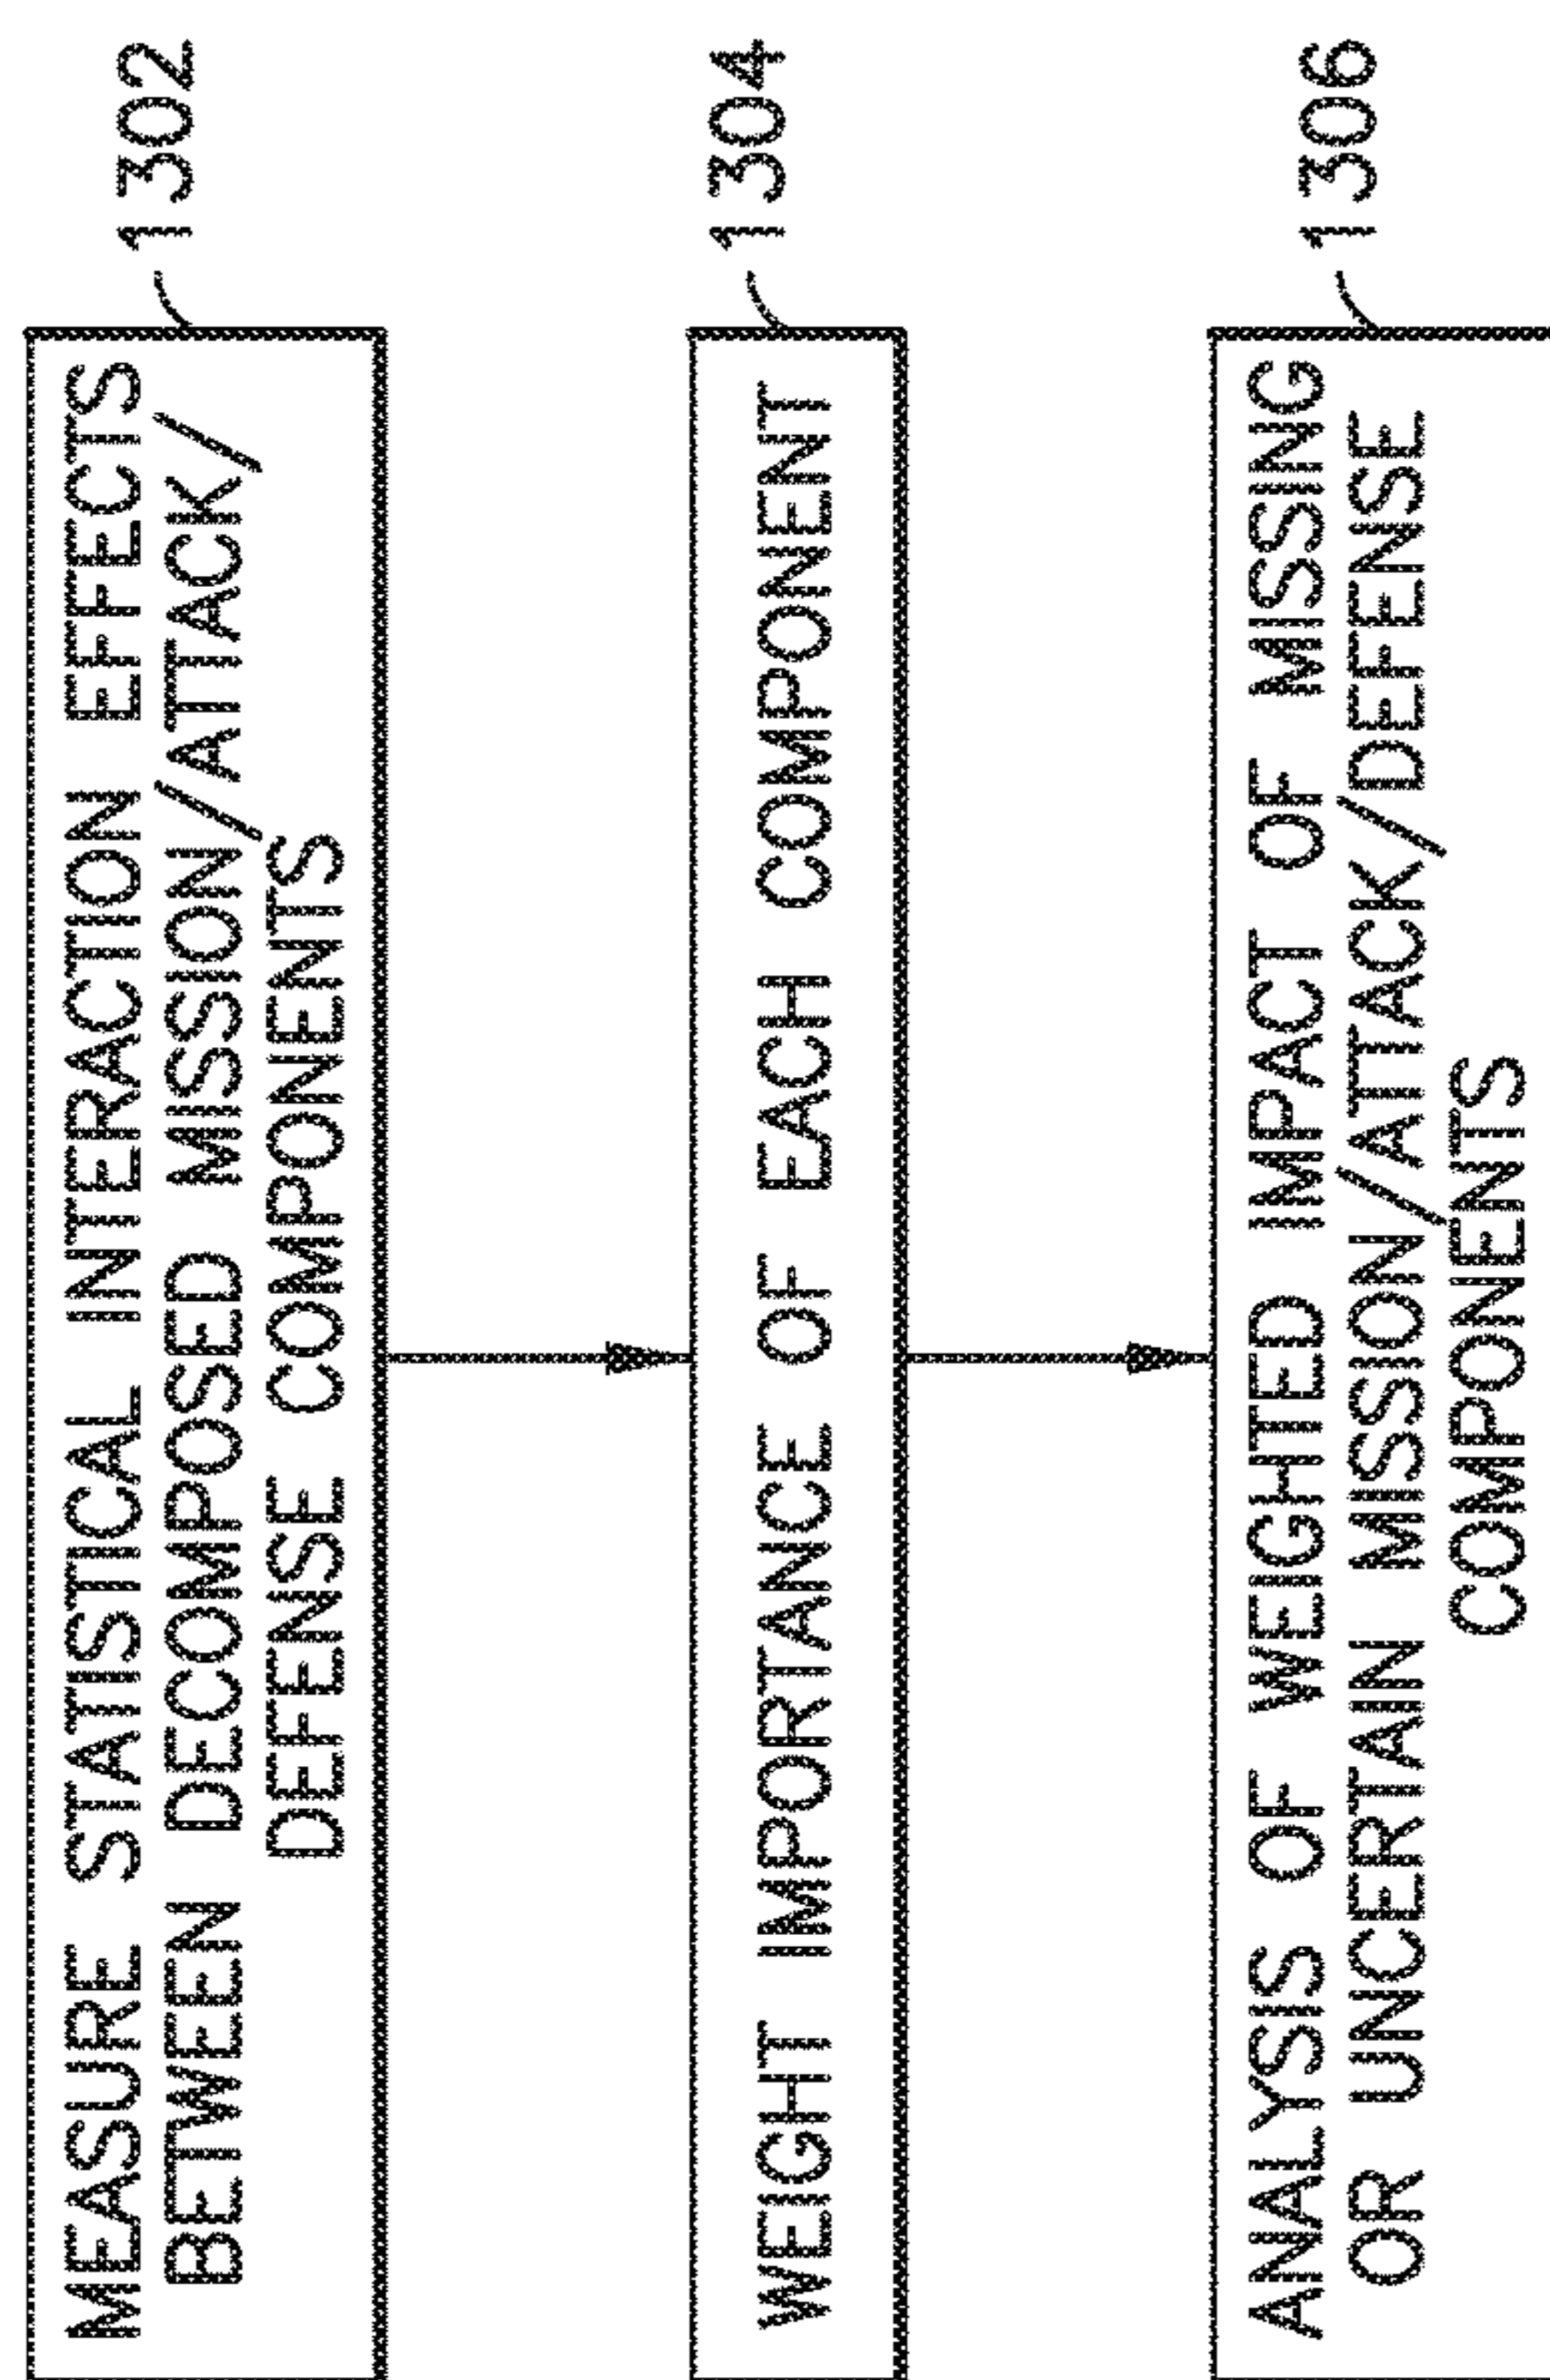 MEASURE STATISTICAL INTERACTION EFFECTS
BETWEEN DECOMPOSED MISSION/ATTACK/
DEFENSE COMPONENTS
1302
WEIGHT IMPORTANCE OF EACH COMPONENT
1304
ANALYSIS OF WEIGHTED IMPACT OF MISSING
OR UNCERTAIN MISSION/ATTACK/DEFENSE
COMPONENTS
1306